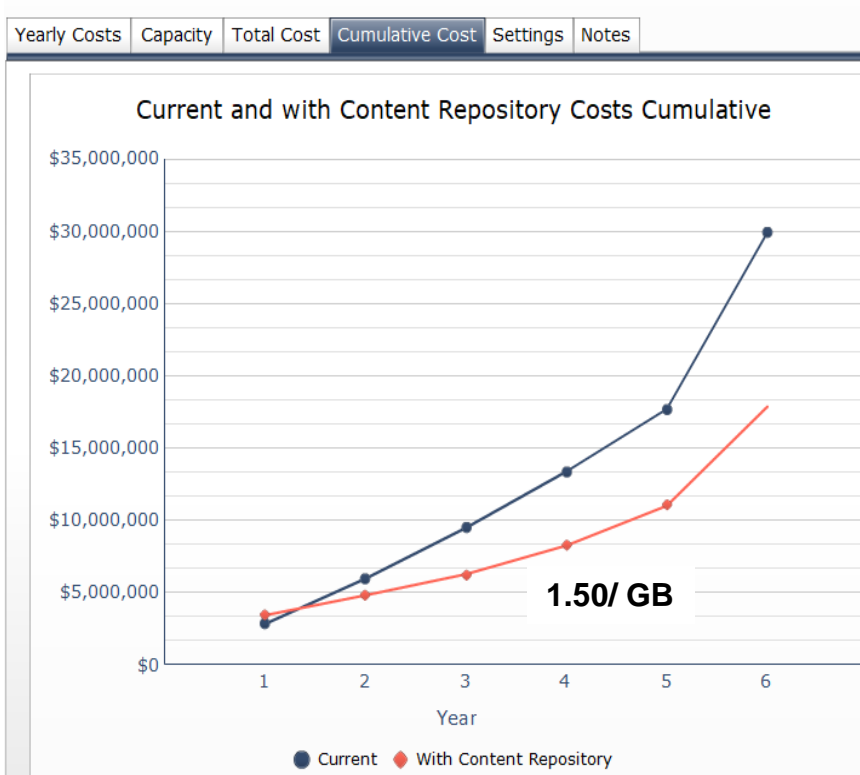 Yearly Costs Capacity Total Cost Cumulative Cost Settings Notes
Current and with Content Repository Costs Cumulative
$35,000,000
$30,000,000
$25,000,000
$20,000,000
$15,000,000
$10,000,000
$5,000,000
1.50/ GB
$0
1 2 3 4 5 6
Year
Current With Content Repository